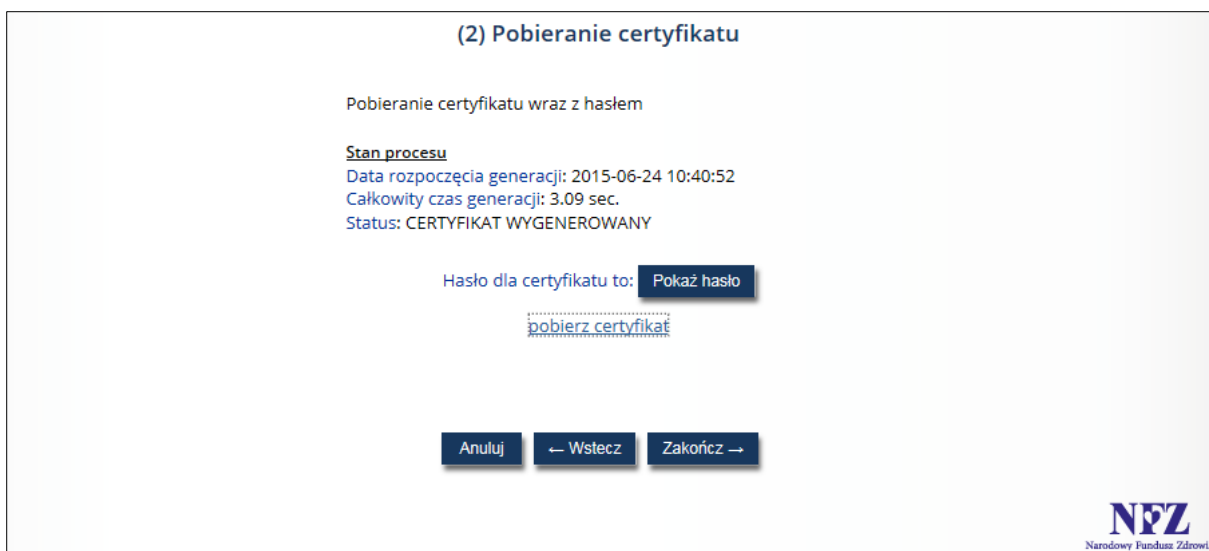 (2) Pobieranie certyfikatu
Pobieranie certyfikatu wraz z hasłem
Stan procesu
Data rozpoczęcia generacji: 2015-06-24 10:40:52
Całkowity czas generacji: 3.09 sec.
Status: CERTYFIKAT WYGENEROWANY
Hasło dla certyfikatu to: Pokaż hasło
pobierz certyfikat
Anuluj ← Wstecz Zakończ →
NFZ
Narodowy Fundusz Zdrowi